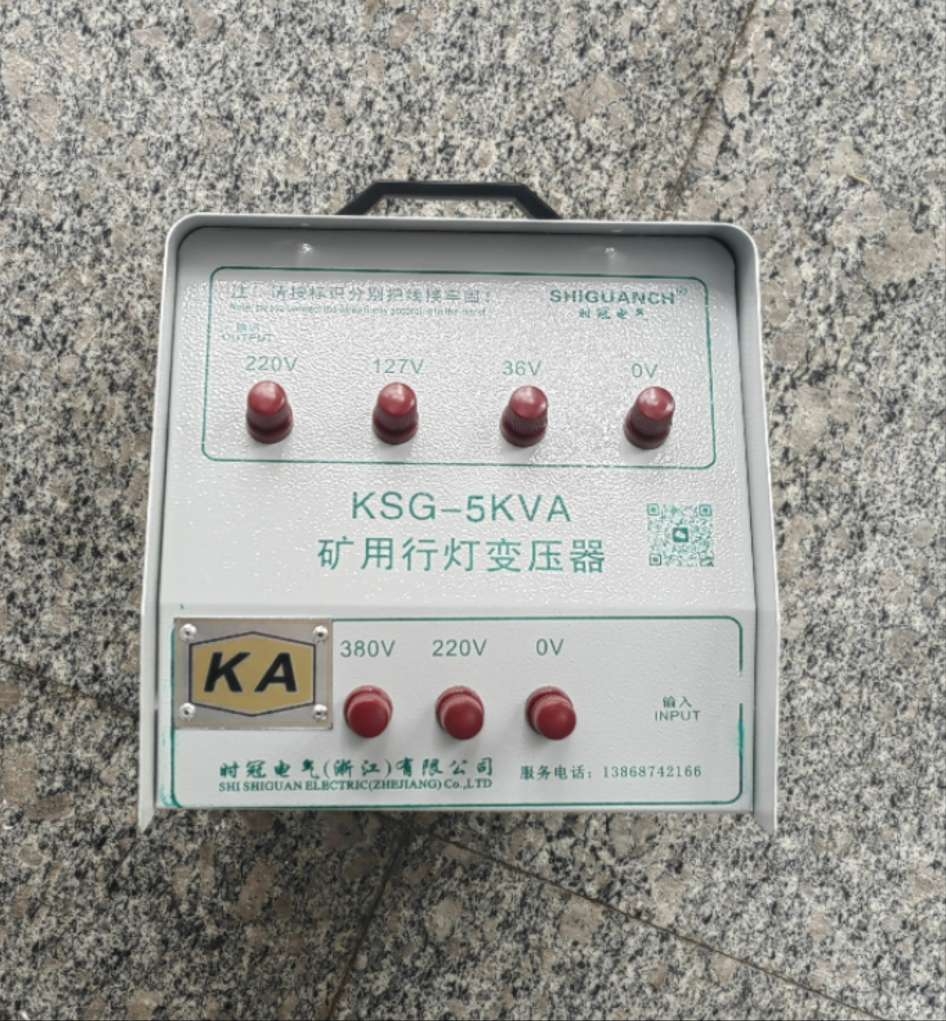 注：请按标识分别把线接牢固！
SHIGUANCH
时冠电气
输出
OUTPUT
220V 127V 36V 0V
KSG-5KVA
矿用行灯变压器
KA
380V 220V 0V
输入
INPUT
时冠电气(浙江)有限公司
SHI SHIGUAN ELECTRIC(ZHEJIANG) Co.,LTD
服务电话：13868742166